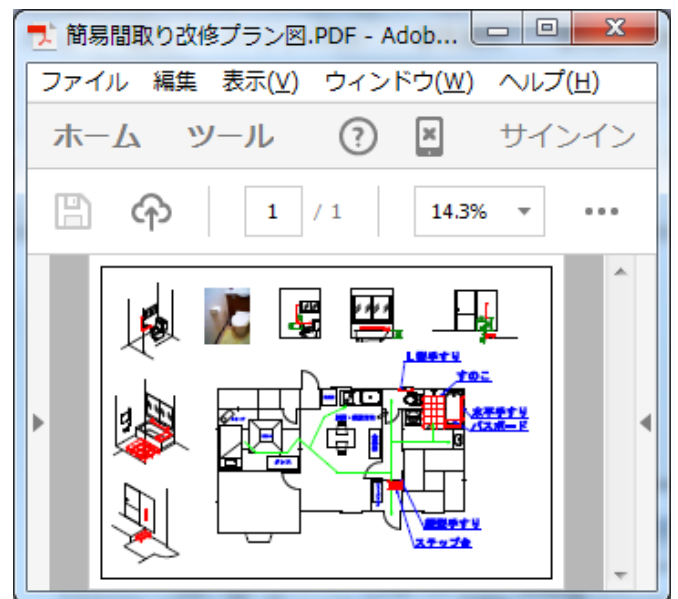 簡易間取り改修プラン図.PDF - Adob...
ファイル 編集 表示(V) ウィンドウ(W) ヘルプ(H)
ホーム ツール ? サインイン
1 / 1 14.3%
L型手すり
すのこ
水平手すり
バスボード
縦型手すり
ステップ台